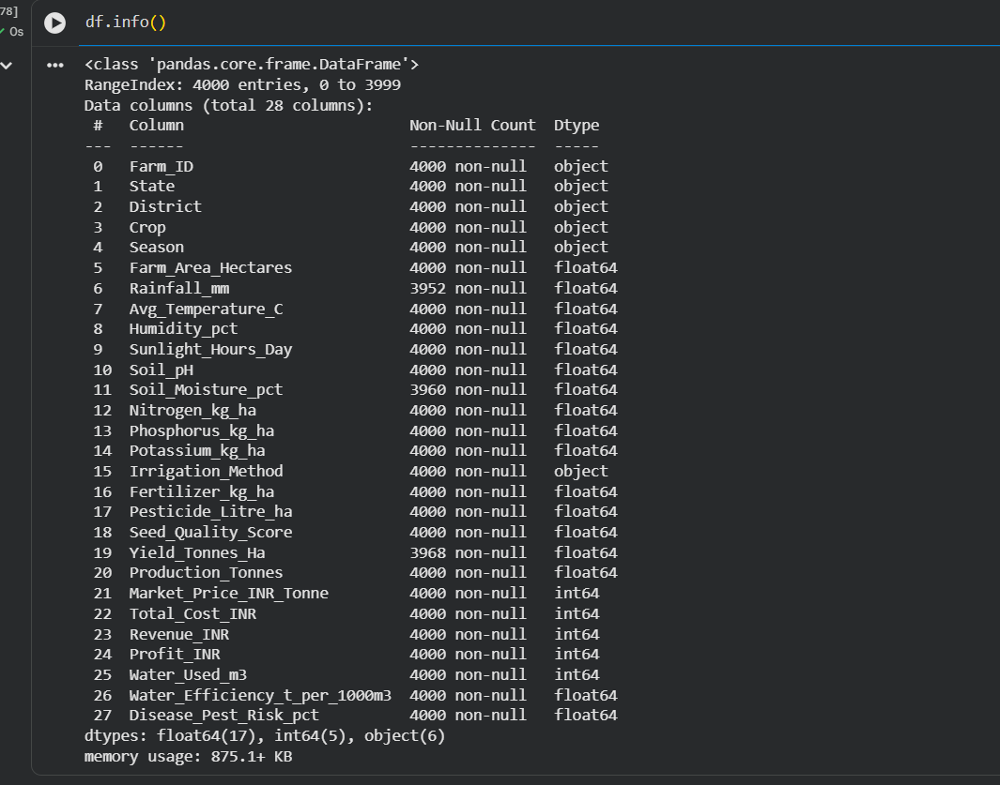 78]
0s
df.info()
<class 'pandas.core.frame.DataFrame'>
RangeIndex: 4000 entries, 0 to 3999
Data columns (total 28 columns):
 #   Column                        Non-Null Count  Dtype
---  ------                        --------------  -----
 0   Farm_ID                       4000 non-null   object
 1   State                         4000 non-null   object
 2   District                      4000 non-null   object
 3   Crop                          4000 non-null   object
 4   Season                        4000 non-null   object
 5   Farm_Area_Hectares            4000 non-null   float64
 6   Rainfall_mm                   3952 non-null   float64
 7   Avg_Temperature_C             4000 non-null   float64
 8   Humidity_pct                  4000 non-null   float64
 9   Sunlight_Hours_Day            4000 non-null   float64
 10  Soil_pH                       4000 non-null   float64
 11  Soil_Moisture_pct             3960 non-null   float64
 12  Nitrogen_kg_ha                4000 non-null   float64
 13  Phosphorus_kg_ha              4000 non-null   float64
 14  Potassium_kg_ha               4000 non-null   float64
 15  Irrigation_Method             4000 non-null   object
 16  Fertilizer_kg_ha              4000 non-null   float64
 17  Pesticide_Litre_ha            4000 non-null   float64
 18  Seed_Quality_Score            4000 non-null   float64
 19  Yield_Tonnes_Ha               3968 non-null   float64
 20  Production_Tonnes             4000 non-null   float64
 21  Market_Price_INR_Tonne        4000 non-null   int64
 22  Total_Cost_INR                4000 non-null   int64
 23  Revenue_INR                   4000 non-null   int64
 24  Profit_INR                    4000 non-null   int64
 25  Water_Used_m3                 4000 non-null   int64
 26  Water_Efficiency_t_per_1000m3  4000 non-null   float64
 27  Disease_Pest_Risk_pct         4000 non-null   float64
dtypes: float64(17), int64(5), object(6)
memory usage: 875.1+ KB